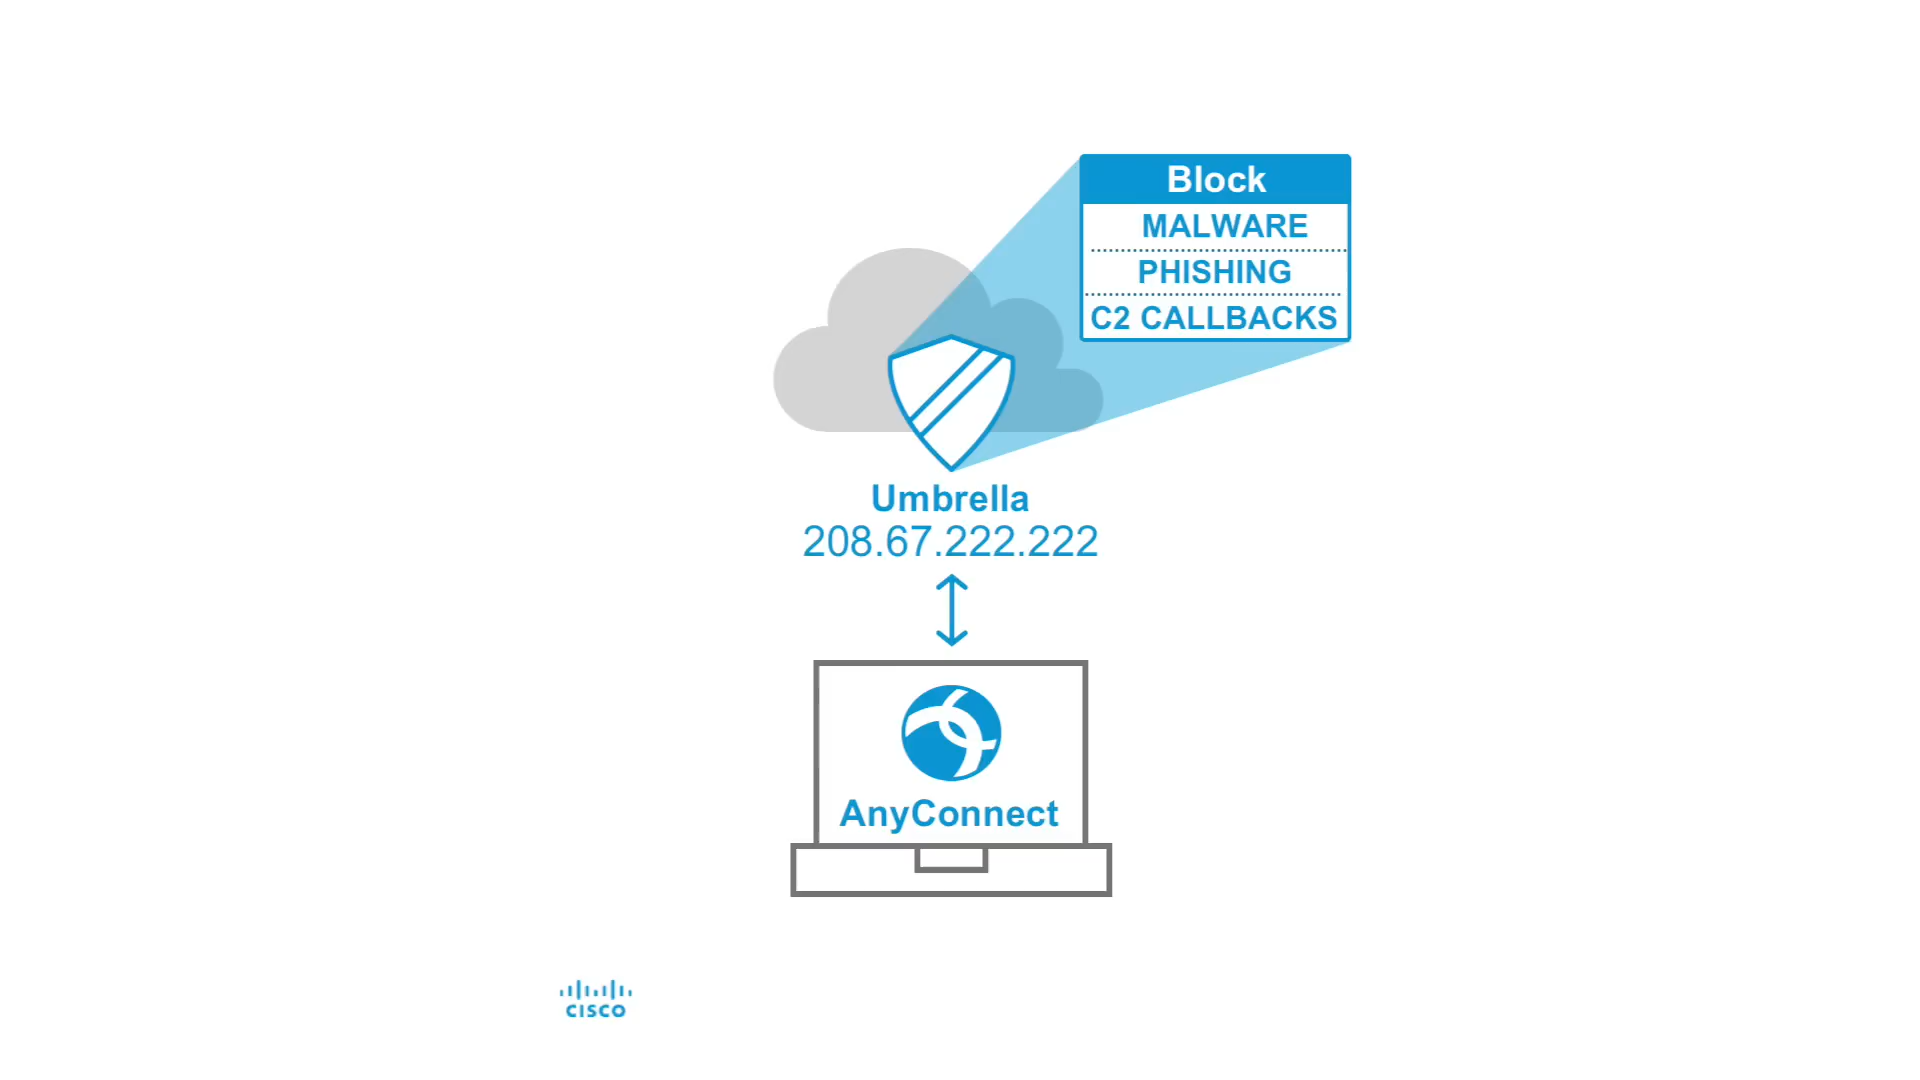 Block
MALWARE
PHISHING
C2 CALLBACKS
Umbrella
208.67.222.222
AnyConnect
CISCO